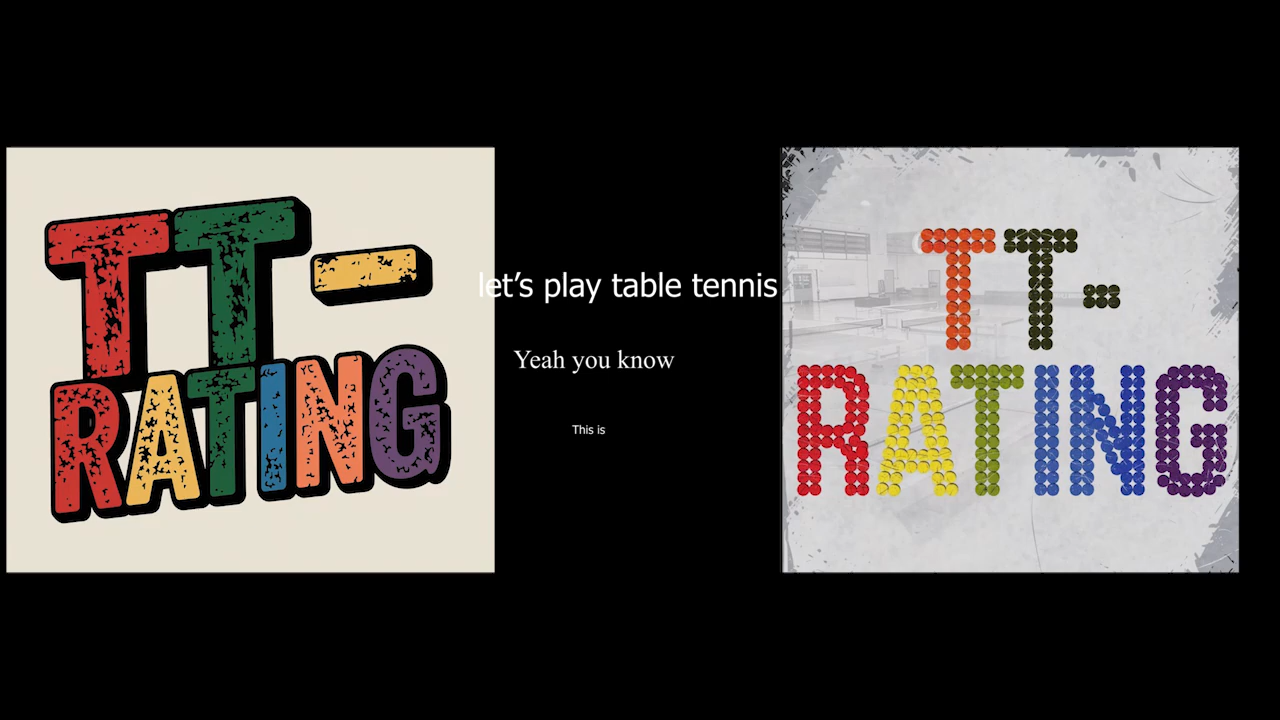 TT-
RATING
let’s play table tennis
Yeah you know
This is
TT-
RATING